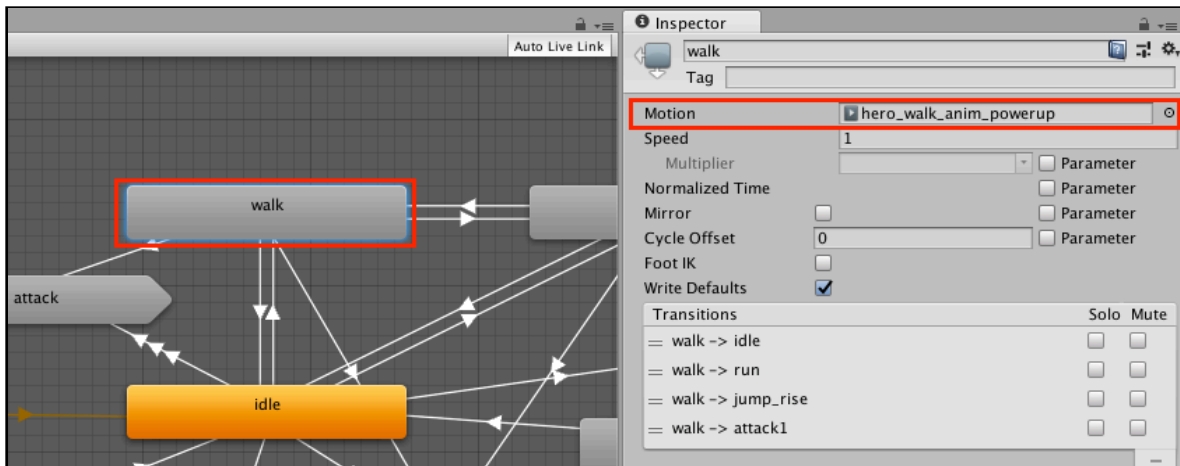 Auto Live Link
walk
attack
idle
Inspector
walk
Tag
Motion hero_walk_anim_powerup
Speed 1
Multiplier Parameter
Normalized Time Parameter
Mirror Parameter
Cycle Offset 0 Parameter
Foot IK
Write Defaults
Transitions Solo Mute
= walk -> idle
= walk -> run
= walk -> jump_rise
= walk -> attack1